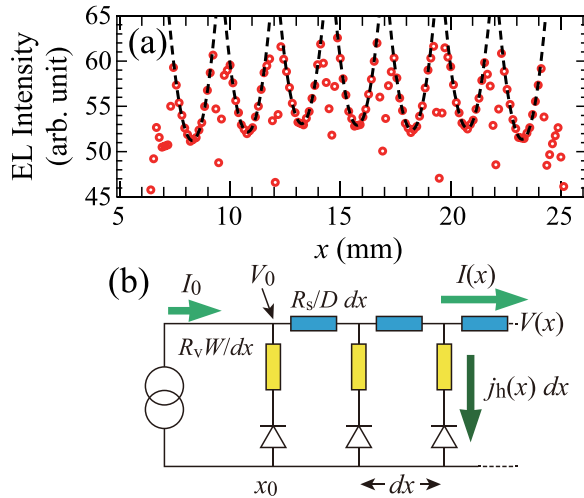 65
60
55
50
45
EL Intensity
(arb. unit)
(a)
5 10 15 20 25
x (mm)
(b)
I₀ V₀ I(x)
Rₛ/D dx
V(x)
RᵥW/dx
jₕ(x) dx
x₀ dx